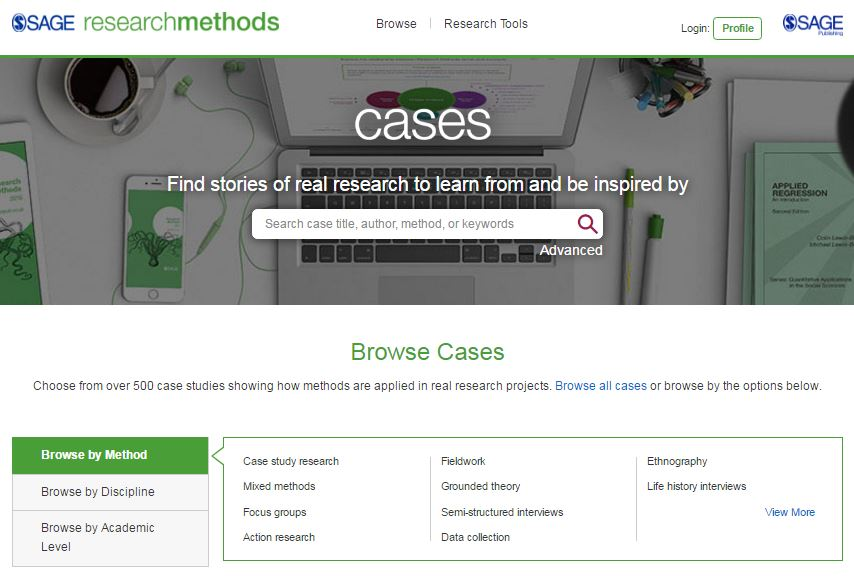 SAGE researchmethods
Browse
Research Tools
Login: Profile
SAGE
Publishing
cases
Find stories of real research to learn from and be inspired by
Search case title, author, method, or keywords
Advanced
APPLIED
REGRESSION
An Introduction
Second Edition
Browse Cases
Choose from over 500 case studies showing how methods are applied in real research projects. Browse all cases or browse by the options below.
Browse by Method
Browse by Discipline
Browse by Academic
Level
Case study research
Mixed methods
Focus groups
Action research
Fieldwork
Grounded theory
Semi-structured interviews
Data collection
Ethnography
Life history interviews
View More